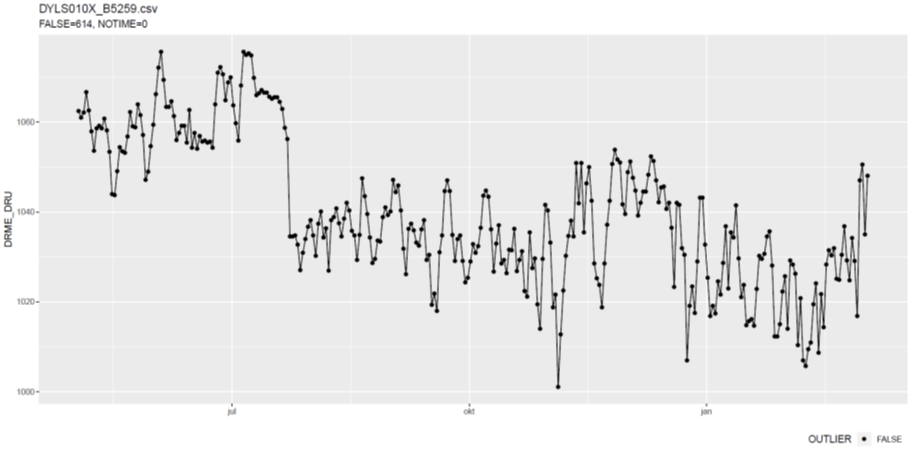 DYLS010X_B5259.csv
FALSE=614, NOTIME=0
DRME_DRU
1060
1040
1020
1000
jul
okt
jan
OUTLIER FALSE